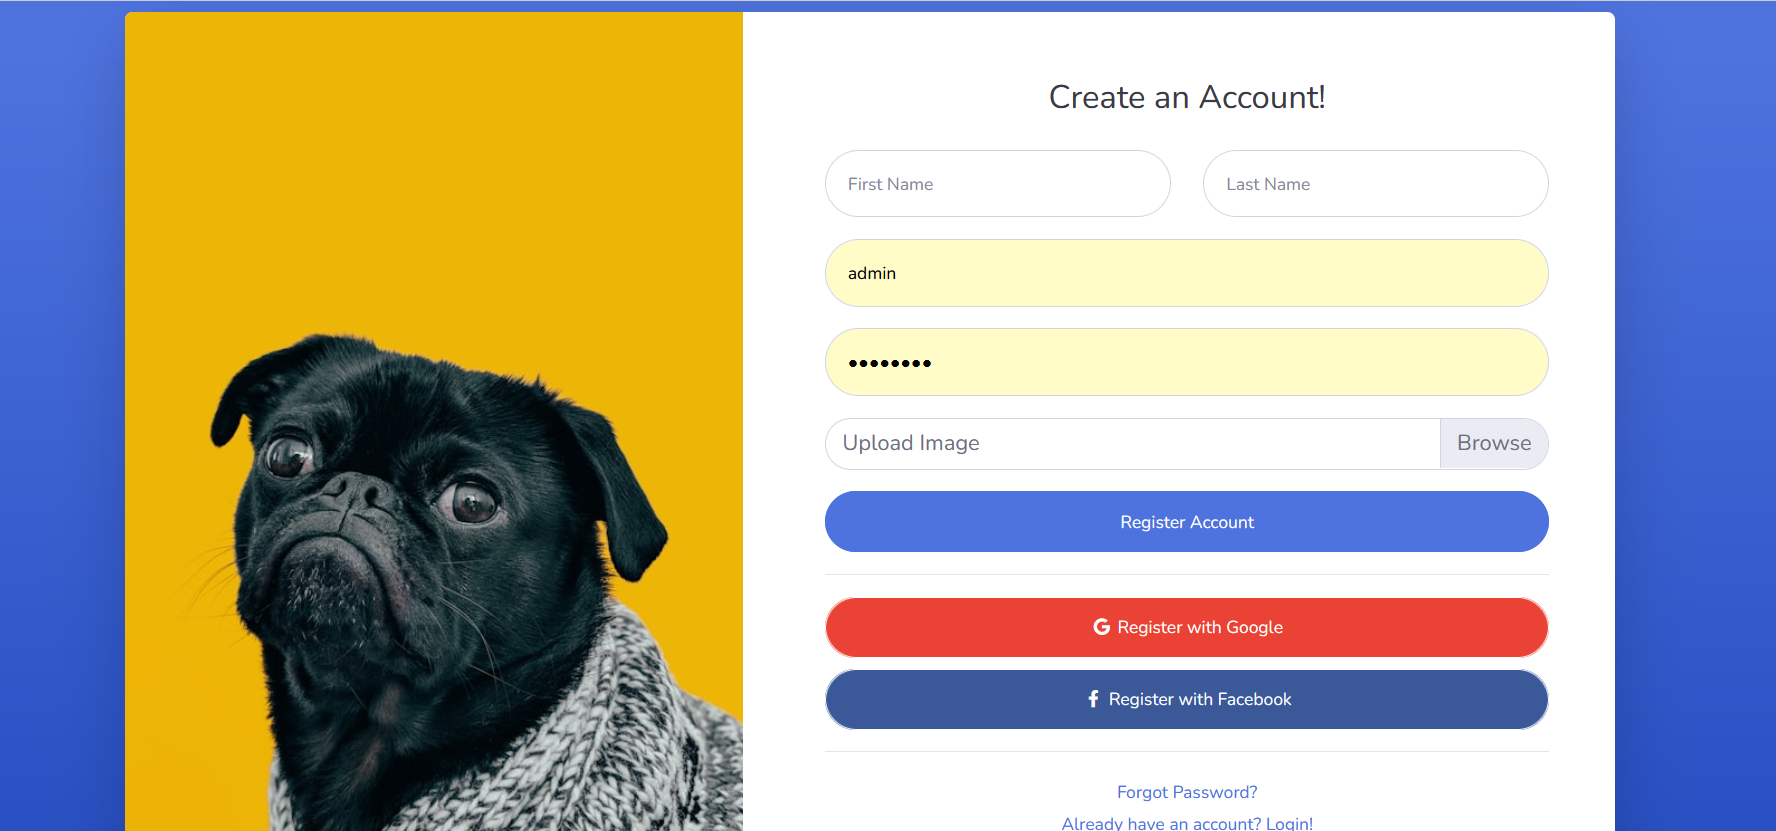 Create an Account!
First Name
Last Name
admin
••••••••
Upload Image
Browse
Register Account
Register with Google
Register with Facebook
Forgot Password?
Already have an account? Login!